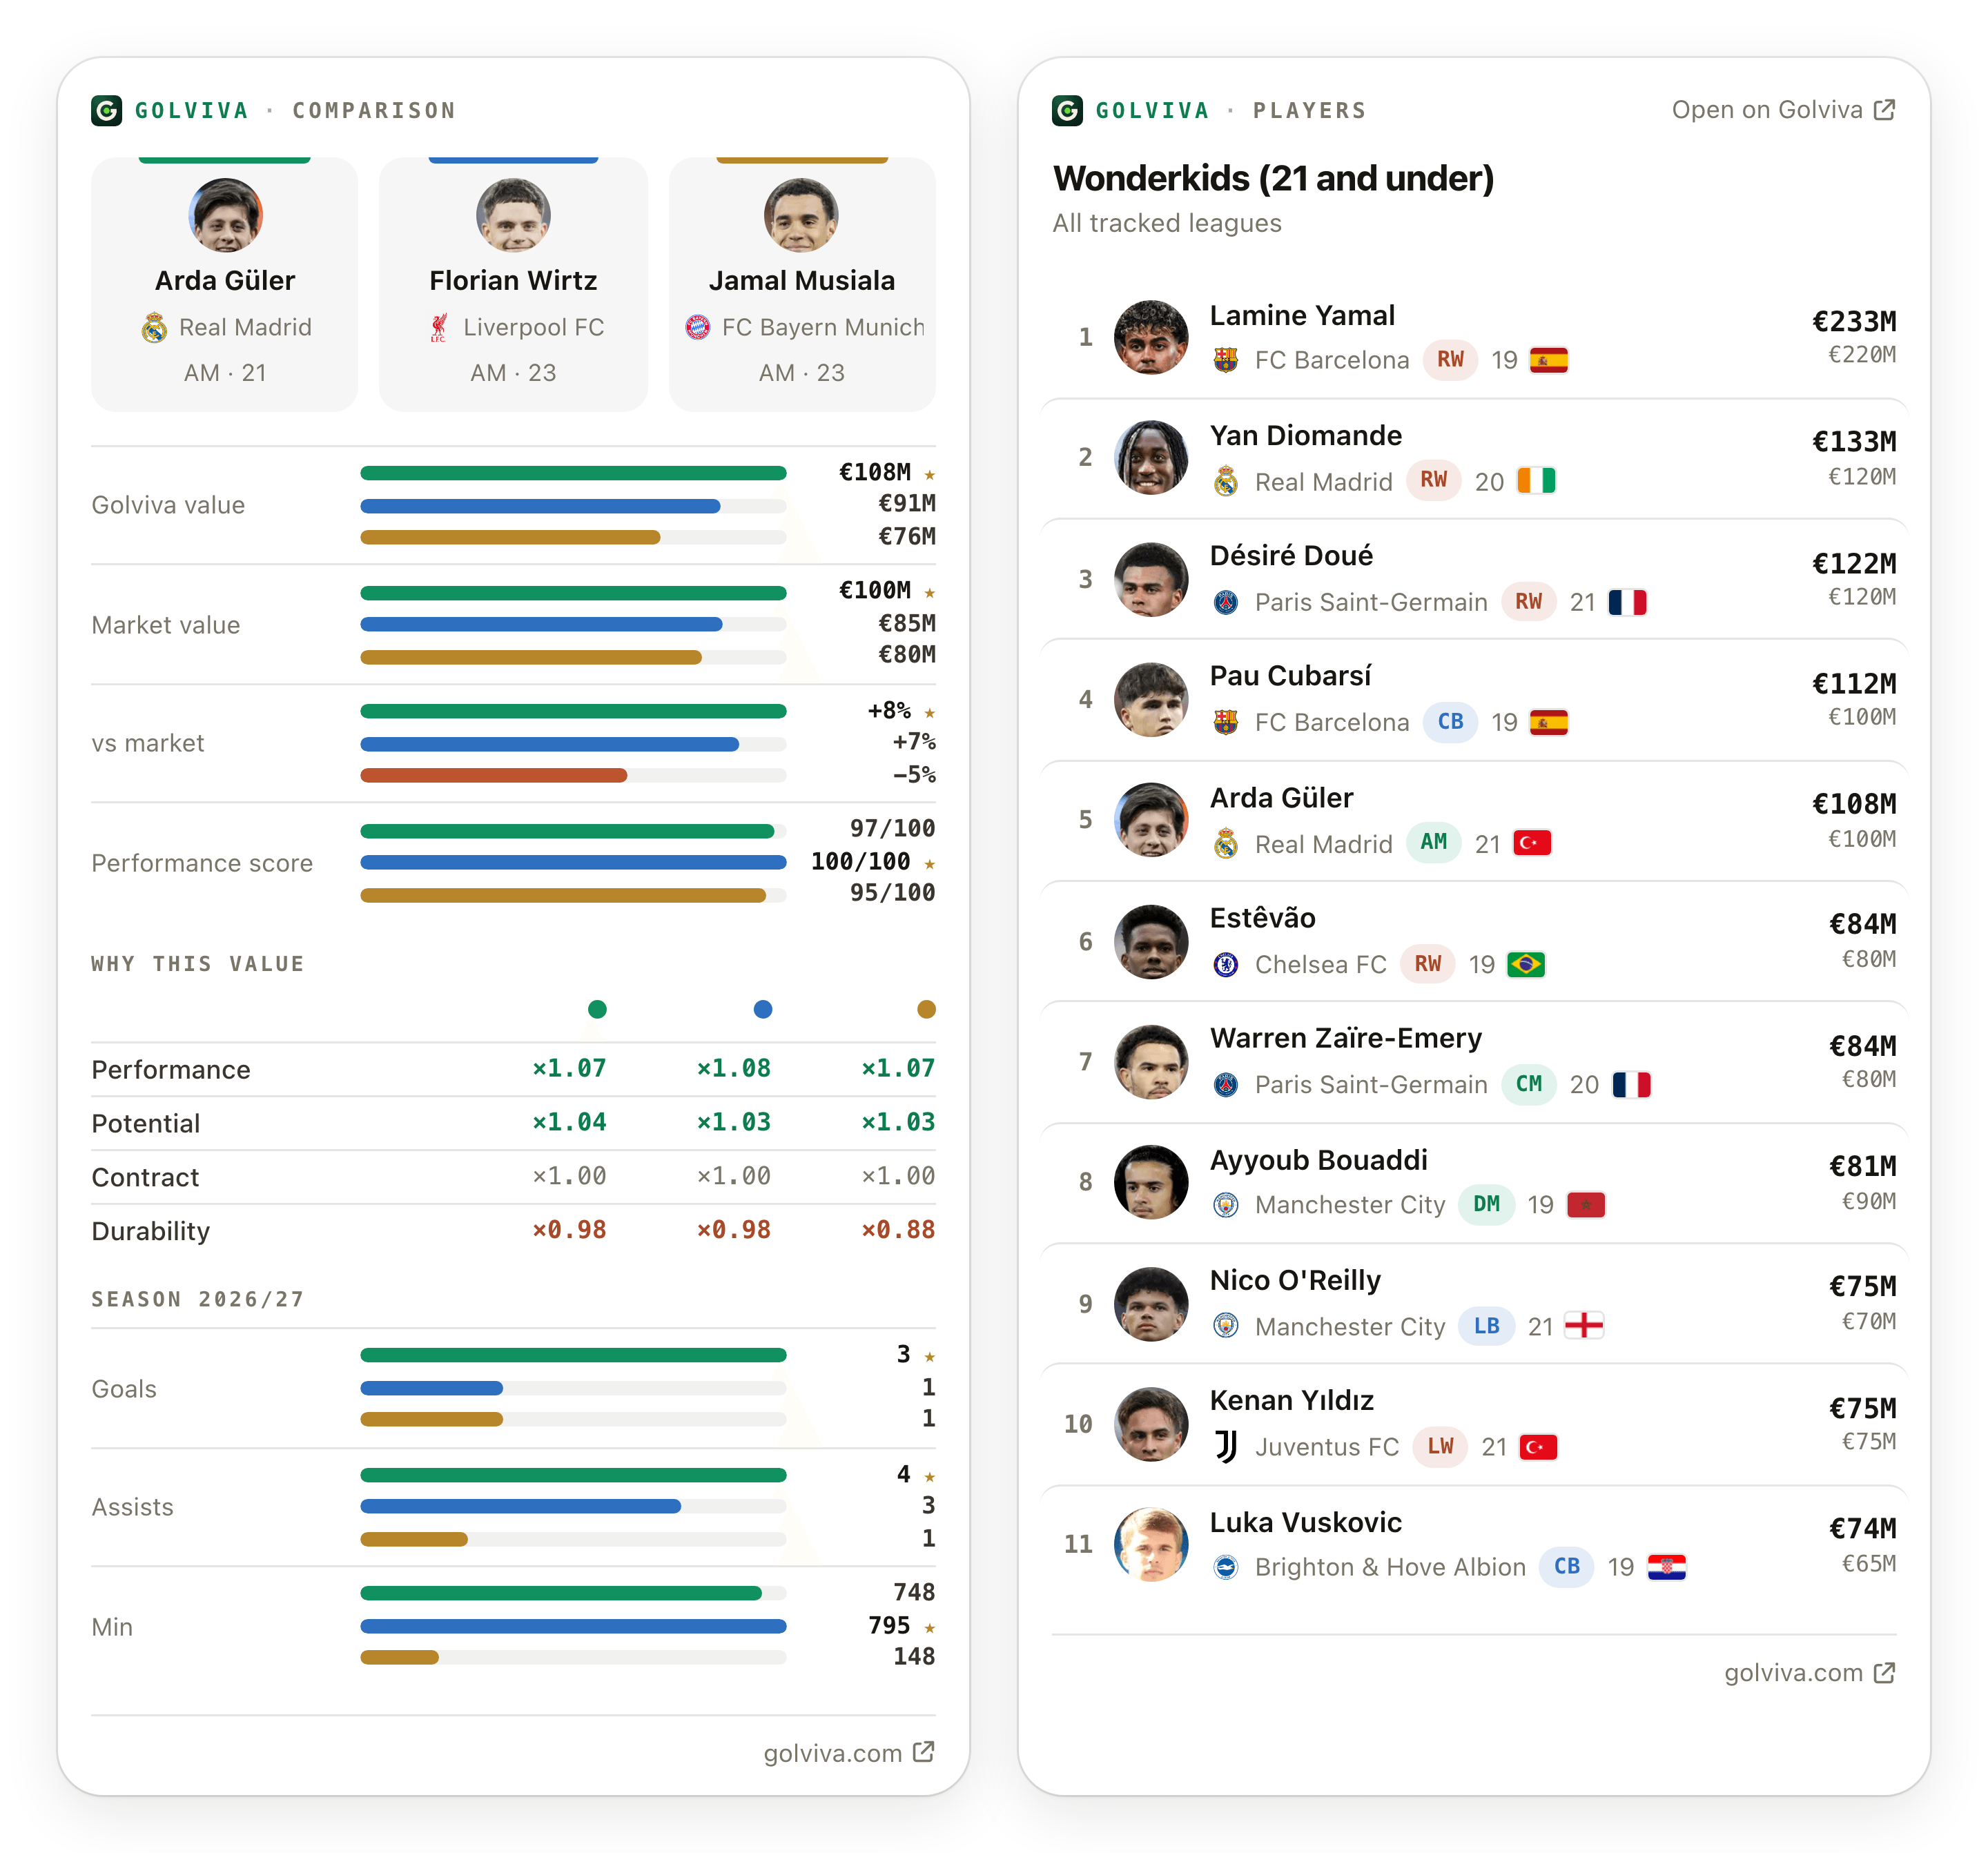 GOLVIVA · COMPARISON
Arda Güler
Real Madrid
AM · 21
Florian Wirtz
Liverpool FC
AM · 23
Jamal Musiala
FC Bayern Munich
AM · 23
Golviva value
€108M ★
€91M
€76M
Market value
€100M ★
€85M
€80M
vs market
+8% ★
+7%
−5%
Performance score
97/100
100/100 ★
95/100
WHY THIS VALUE
Performance ×1.07 ×1.08 ×1.07
Potential ×1.04 ×1.03 ×1.03
Contract ×1.00 ×1.00 ×1.00
Durability ×0.98 ×0.98 ×0.88
SEASON 2026/27
Goals
3 ★
1
1
Assists
4 ★
3
1
Min
748
795 ★
148
golviva.com
GOLVIVA · PLAYERS
Open on Golviva
Wonderkids (21 and under)
All tracked leagues
1
Lamine Yamal
FC Barcelona RW 19
€233M
€220M
2
Yan Diomande
Real Madrid RW 20
€133M
€120M
3
Désiré Doué
Paris Saint-Germain RW 21
€122M
€120M
4
Pau Cubarsí
FC Barcelona CB 19
€112M
€100M
5
Arda Güler
Real Madrid AM 21
€108M
€100M
6
Estêvão
Chelsea FC RW 19
€84M
€80M
7
Warren Zaïre-Emery
Paris Saint-Germain CM 20
€84M
€80M
8
Ayyoub Bouaddi
Manchester City DM 19
€81M
€90M
9
Nico O'Reilly
Manchester City LB 21
€75M
€70M
10
Kenan Yıldız
Juventus FC LW 21
€75M
€75M
11
Luka Vuskovic
Brighton & Hove Albion CB 19
€74M
€65M
golviva.com